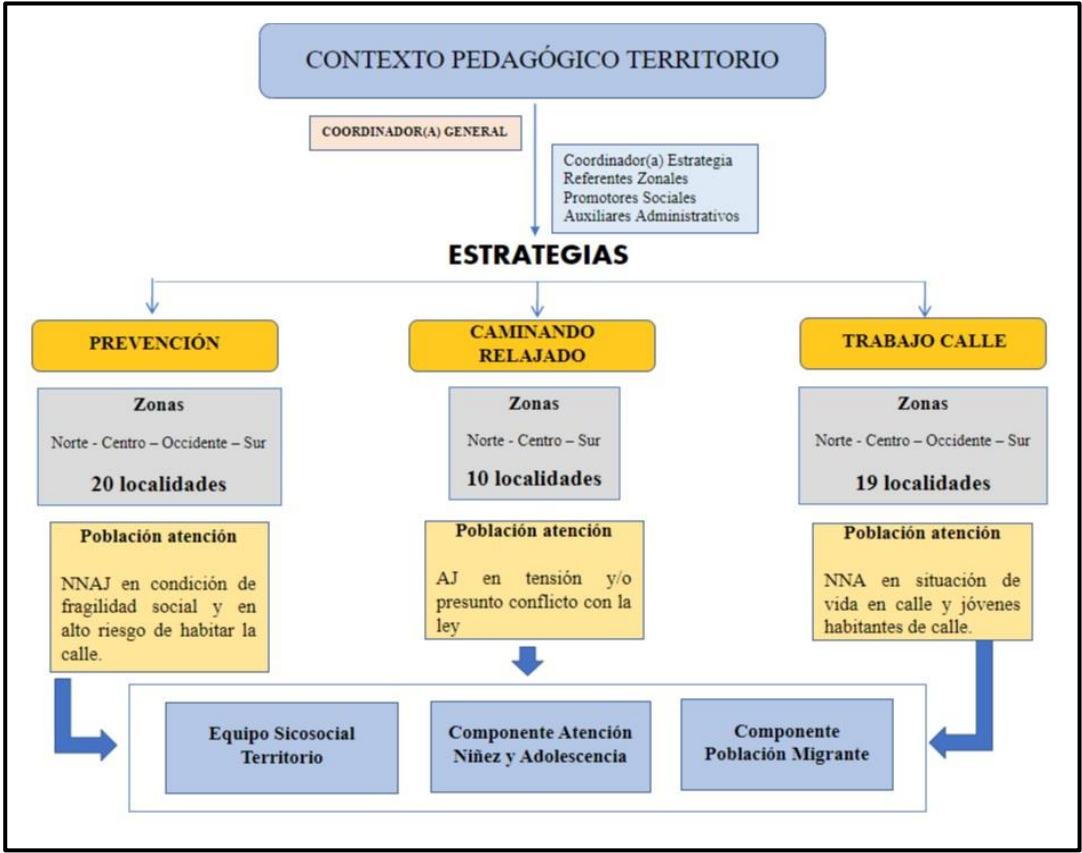 CONTEXTO PEDAGÓGICO TERRITORIO
COORDINADOR(A) GENERAL
Coordinador(a) Estrategia
Referentes Zonales
Promotores Sociales
Auxiliares Administrativos
ESTRATEGIAS
PREVENCIÓN
Zonas
Norte - Centro – Occidente – Sur
20 localidades
Población atención
NNAJ en condición de
fragilidad social y en
alto riesgo de habitar la
calle.
CAMINANDO
RELAJADO
Zonas
Norte - Centro – Sur
10 localidades
Población atención
AJ en tensión y/o
presunto conflicto con la
ley
TRABAJO CALLE
Zonas
Norte - Centro – Occidente – Sur
19 localidades
Población atención
NNA en situación de
vida en calle y jóvenes
habitantes de calle.
Equipo Sicosocial
Territorio
Componente Atención
Niñez y Adolescencia
Componente
Población Migrante